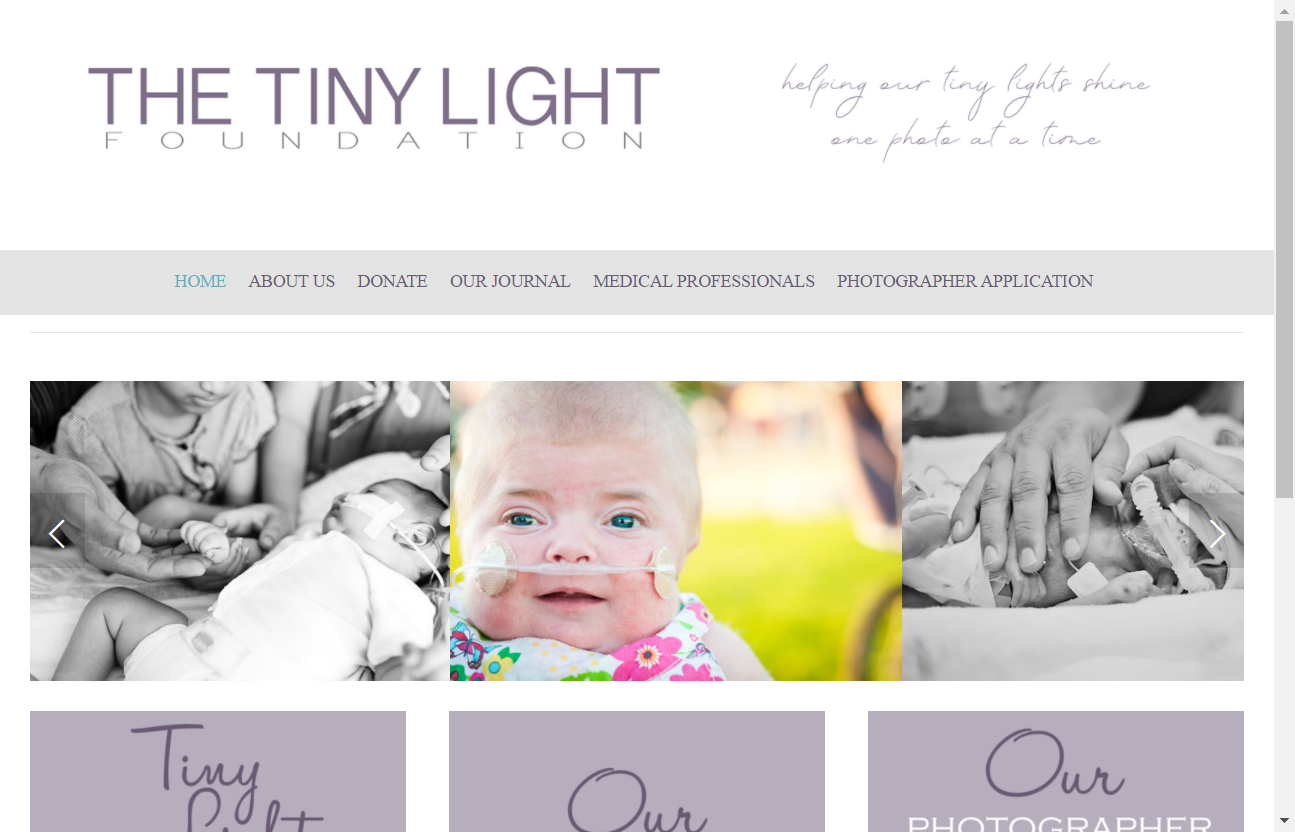 THE TINY LIGHT
FOUNDATION
helping our tiny lights shine
one photo at a time
HOME ABOUT US DONATE OUR JOURNAL MEDICAL PROFESSIONALS PHOTOGRAPHER APPLICATION
Tiny
Light
Our
Our
PHOTOGRAPHER